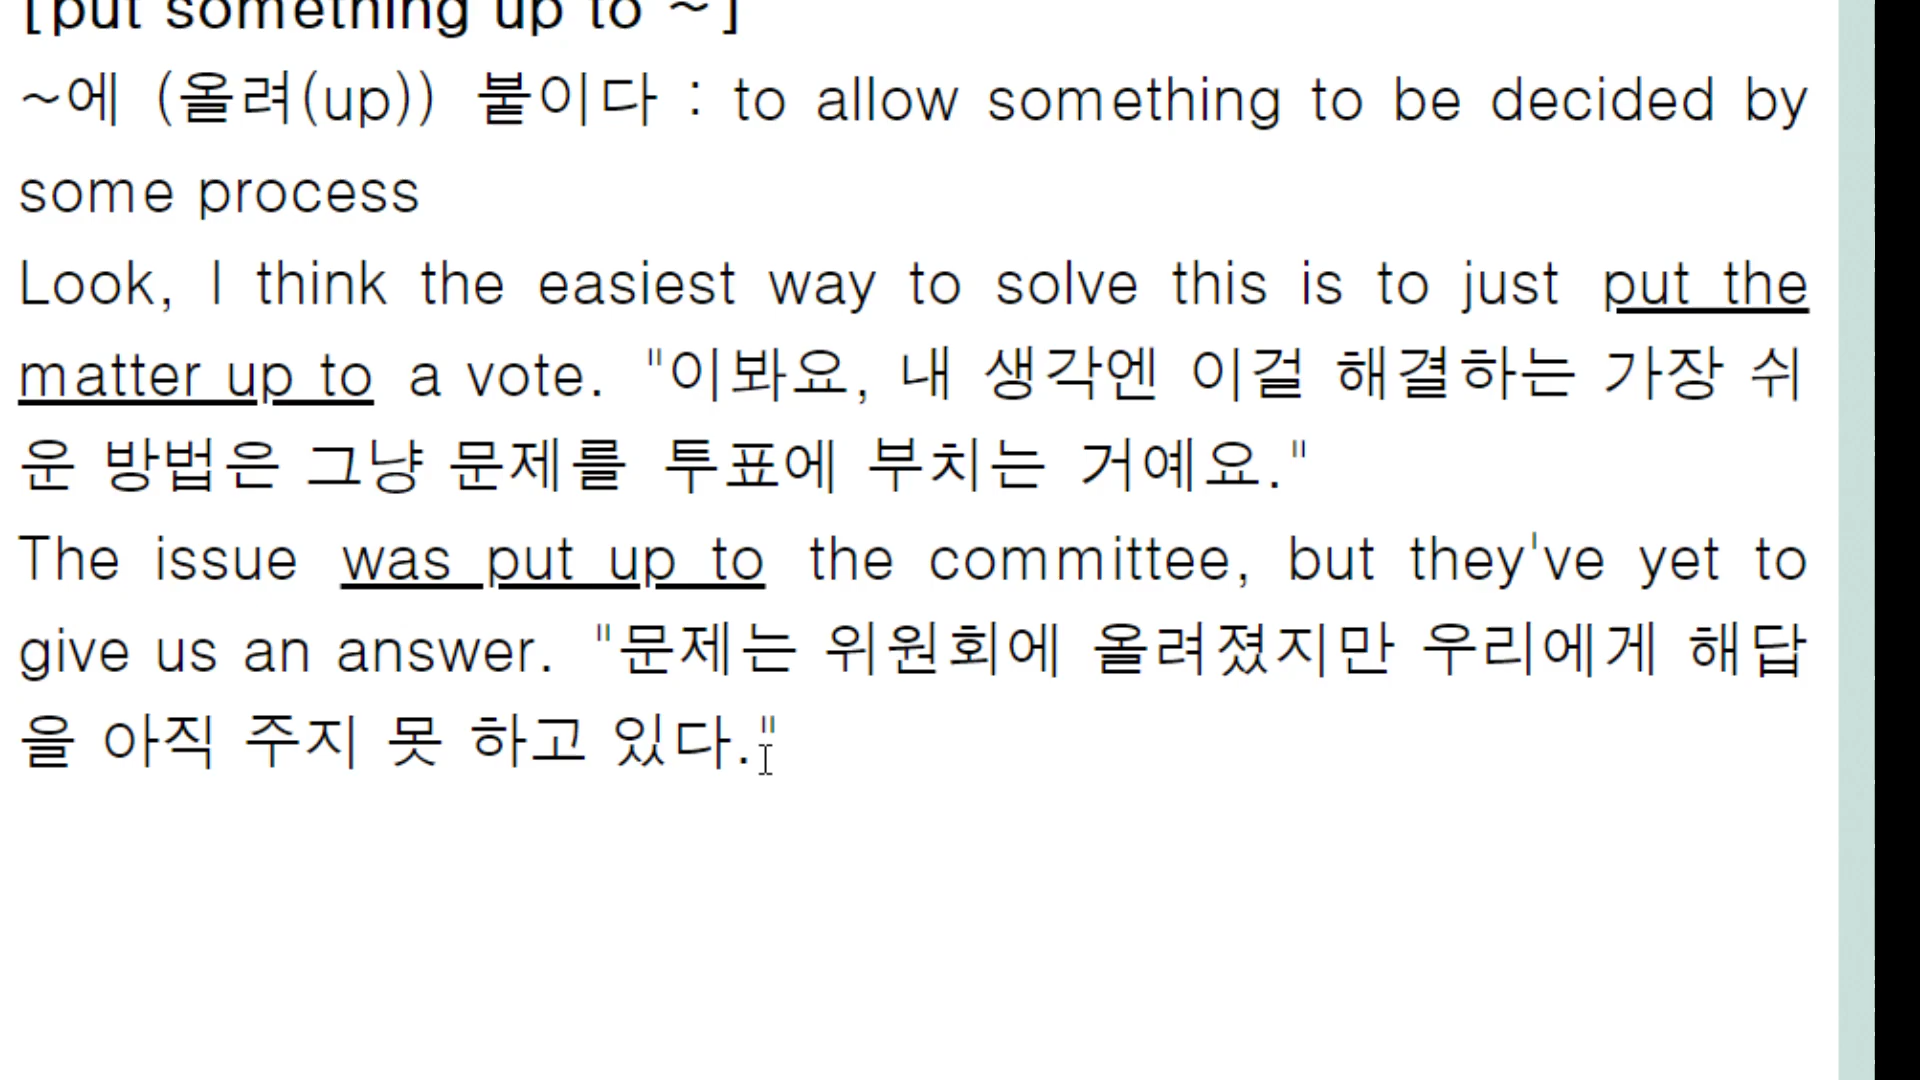 [put something up to ~]
~에 (올려(up)) 붙이다 : to allow something to be decided by
some process
Look, I think the easiest way to solve this is to just put the
matter up to a vote. "이봐요, 내 생각엔 이걸 해결하는 가장 쉬
운 방법은 그냥 문제를 투표에 부치는 거예요."
The issue was put up to the committee, but they've yet to
give us an answer. "문제는 위원회에 올려졌지만 우리에게 해답
을 아직 주지 못 하고 있다."